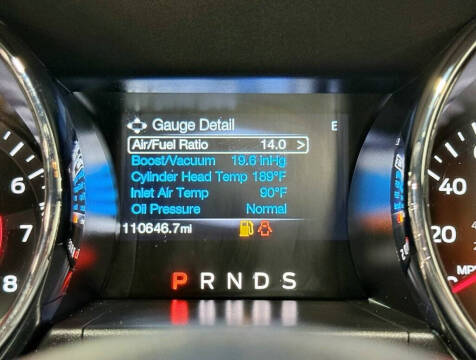 Gauge Detail E
Air/Fuel Ratio 14.0 >
Boost/Vacuum 19.6 inHg
Cylinder Head Temp 189°F
Inlet Air Temp 90°F
Oil Pressure Normal
110646.7mi
P R N D S
6
7
8
40
20
MPH